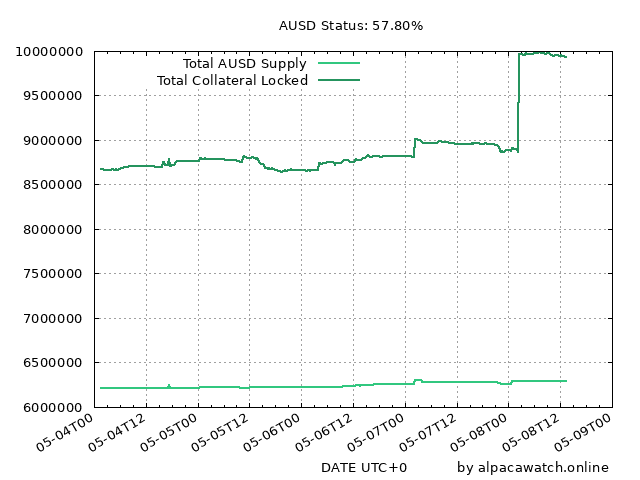 AUSD Status: 57.80%
10000000
9500000
9000000
8500000
8000000
7500000
7000000
6500000
6000000
Total AUSD Supply
Total Collateral Locked
05-04T00
05-04T12
05-05T00
05-05T12
05-06T00
05-06T12
05-07T00
05-07T12
05-08T00
05-08T12
05-09T00
DATE UTC+0
by alpacawatch.online